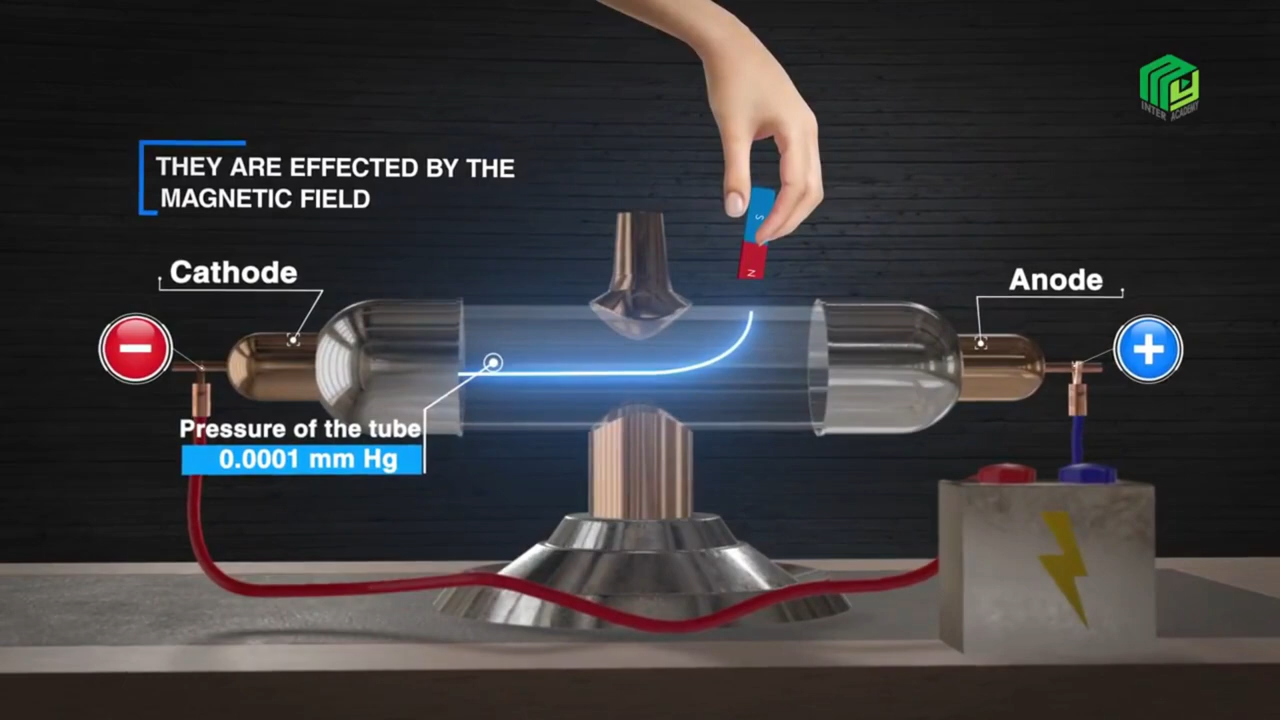 INTER ACADEMY
THEY ARE EFFECTED BY THE
MAGNETIC FIELD
S
N
Cathode
Anode
−
+
Pressure of the tube
0.0001 mm Hg